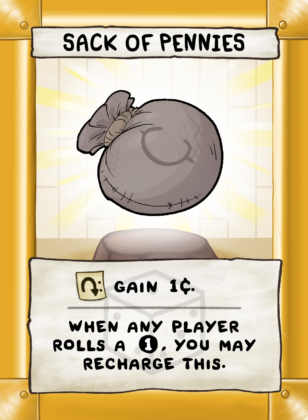 SACK OF PENNIES
GAIN 1¢.
WHEN ANY PLAYER
ROLLS A 1, YOU MAY
RECHARGE THIS.